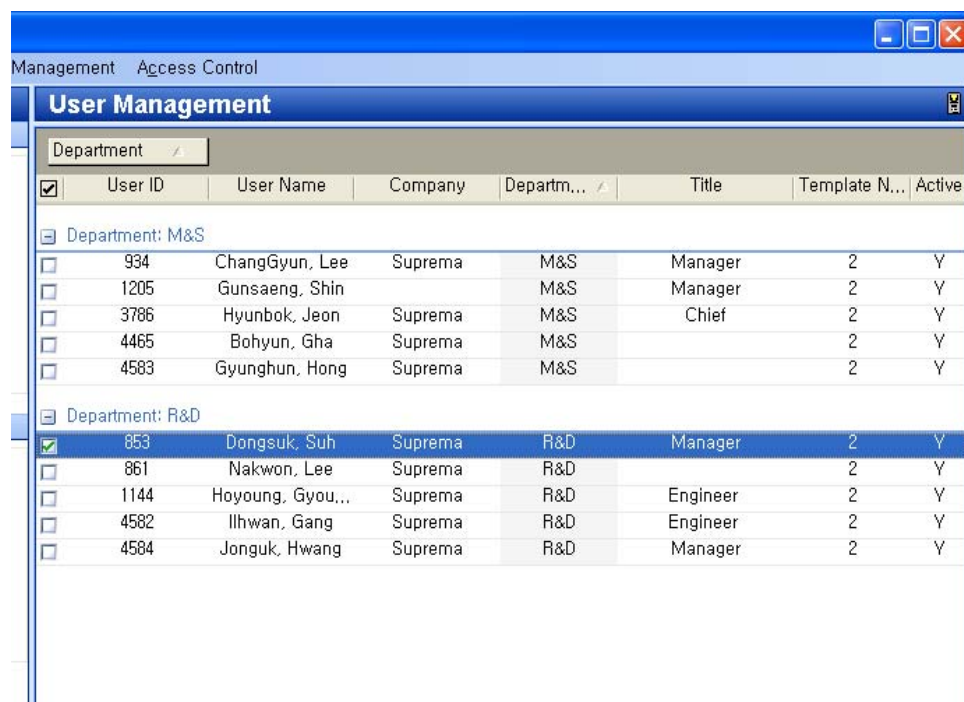 Management Access Control
User Management
Department
User ID User Name Company Departm... Title Template N... Active
Department: M&S
934 ChangGyun, Lee Suprema M&S Manager 2 Y
1205 Gunsaeng, Shin M&S Manager 2 Y
3786 Hyunbok, Jeon Suprema M&S Chief 2 Y
4465 Bohyun, Gha Suprema M&S 2 Y
4583 Gyunghun, Hong Suprema M&S 2 Y
Department: R&D
853 Dongsuk, Suh Suprema R&D Manager 2 Y
861 Nakwon, Lee Suprema R&D 2 Y
1144 Hoyoung, Gyou... Suprema R&D Engineer 2 Y
4582 Ilhwan, Gang Suprema R&D Engineer 2 Y
4584 Jonguk, Hwang Suprema R&D Manager 2 Y